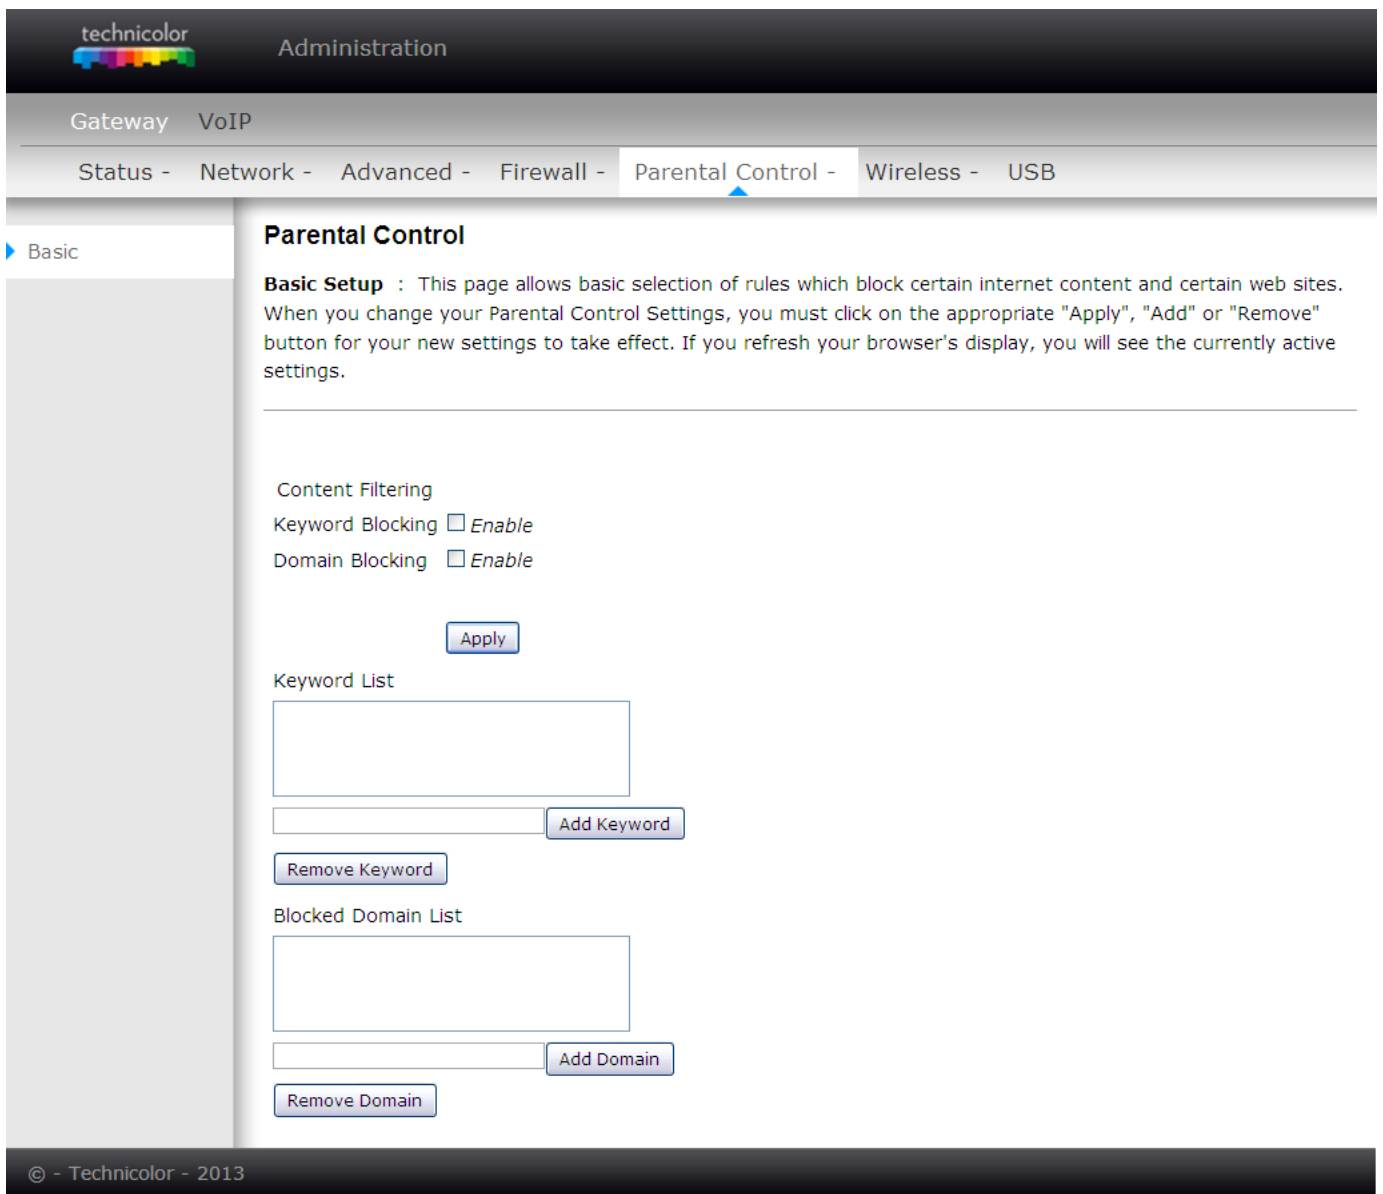 technicolor
Administration
Gateway VoIP
Status - Network - Advanced - Firewall - Parental Control - Wireless - USB
Basic
Parental Control
Basic Setup : This page allows basic selection of rules which block certain internet content and certain web sites.
When you change your Parental Control Settings, you must click on the appropriate "Apply", "Add" or "Remove"
button for your new settings to take effect. If you refresh your browser's display, you will see the currently active
settings.
Content Filtering
Keyword Blocking Enable
Domain Blocking Enable
Apply
Keyword List
Add Keyword
Remove Keyword
Blocked Domain List
Add Domain
Remove Domain
© - Technicolor - 2013